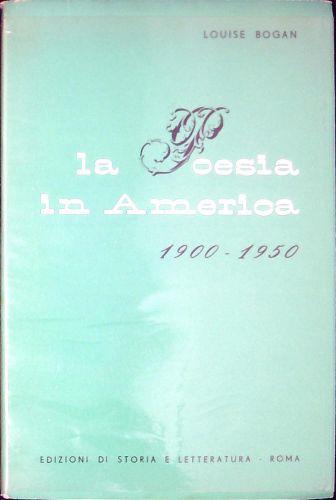 LOUISE BOGAN
la Poesia
in America
1900 - 1950
EDIZIONI DI STORIA E LETTERATURA - ROMA